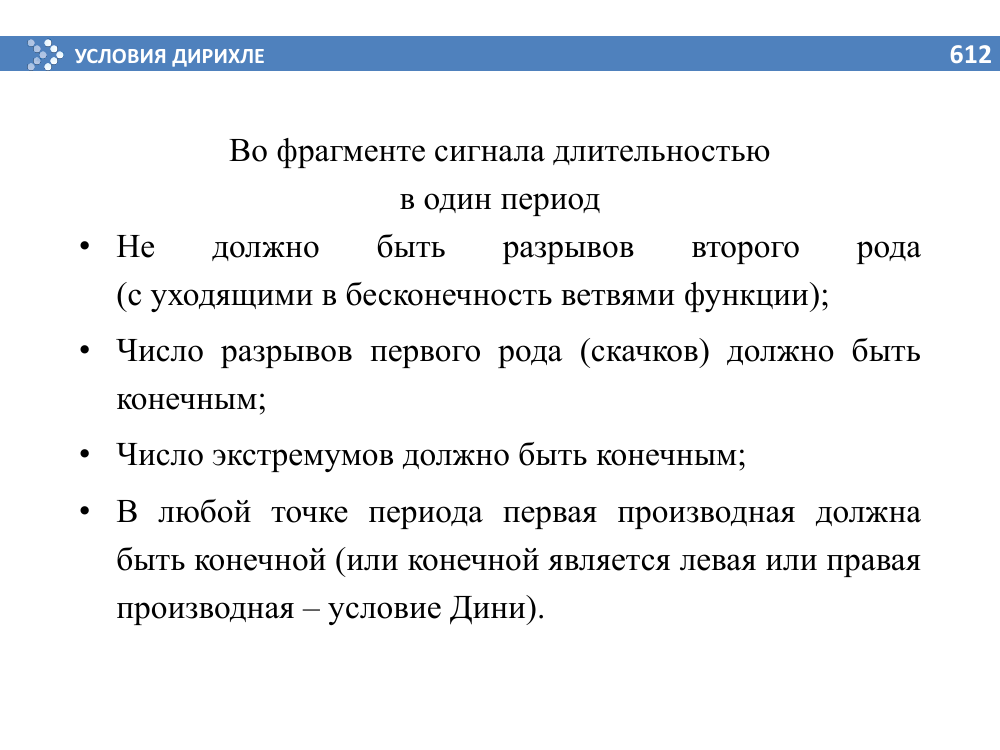 УСЛОВИЯ ДИРИХЛЕ 612
Во фрагменте сигнала длительностью
в один период
• Не должно быть разрывов второго рода
(с уходящими в бесконечность ветвями функции);
• Число разрывов первого рода (скачков) должно быть
конечным;
• Число экстремумов должно быть конечным;
• В любой точке периода первая производная должна
быть конечной (или конечной является левая или правая
производная – условие Дини).